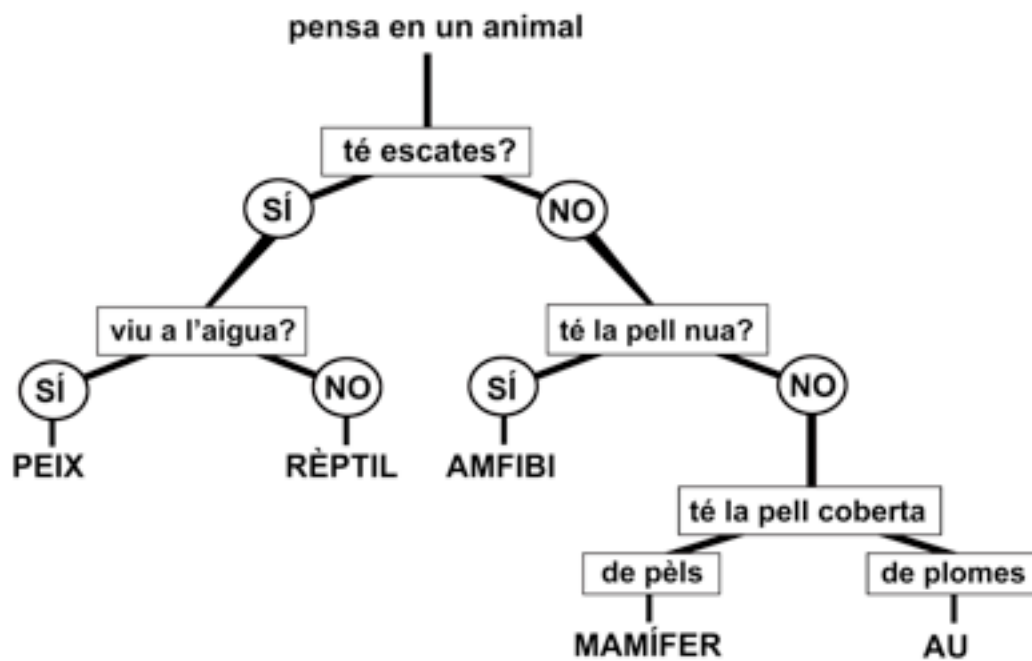 pensa en un animal
té escates?
SÍ
NO
viu a l'aigua?
té la pell nua?
SÍ
NO
SÍ
NO
PEIX
RÈPTIL
AMFIBI
té la pell coberta
de pèls
de plomes
MAMÍFER
AU